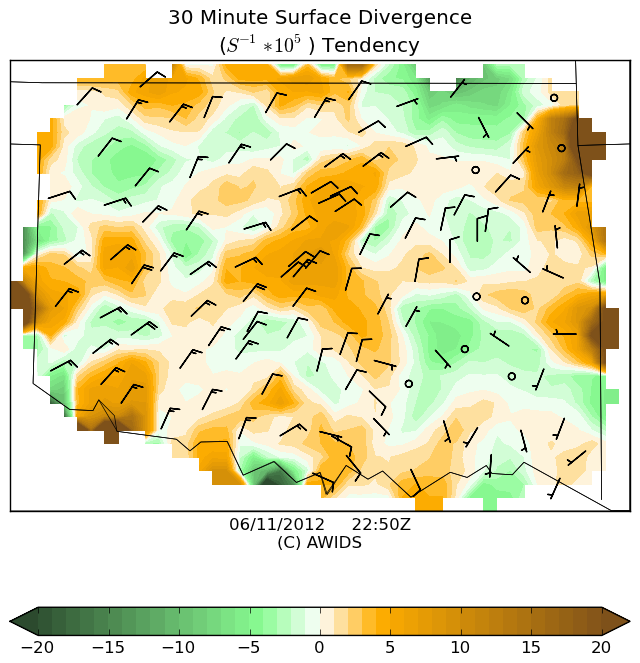 30 Minute Surface Divergence
(S⁻¹ * 10⁵ ) Tendency
06/11/2012 22:50Z
(C) AWIDS
−20 −15 −10 −5 0 5 10 15 20